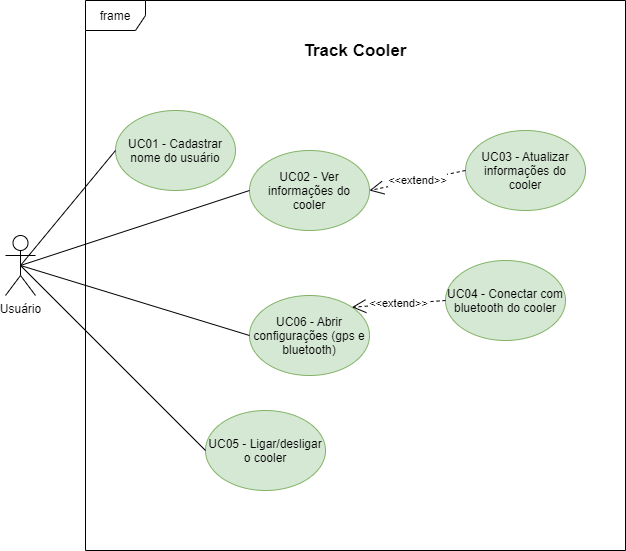 frame
Track Cooler
UC01 - Cadastrar
nome do usuário
UC02 - Ver
informações do
cooler
<<extend>>
UC03 - Atualizar
informações do
cooler
Usuário
UC06 - Abrir
configurações (gps e
bluetooth)
<<extend>>
UC04 - Conectar com
bluetooth do cooler
UC05 - Ligar/desligar
o cooler